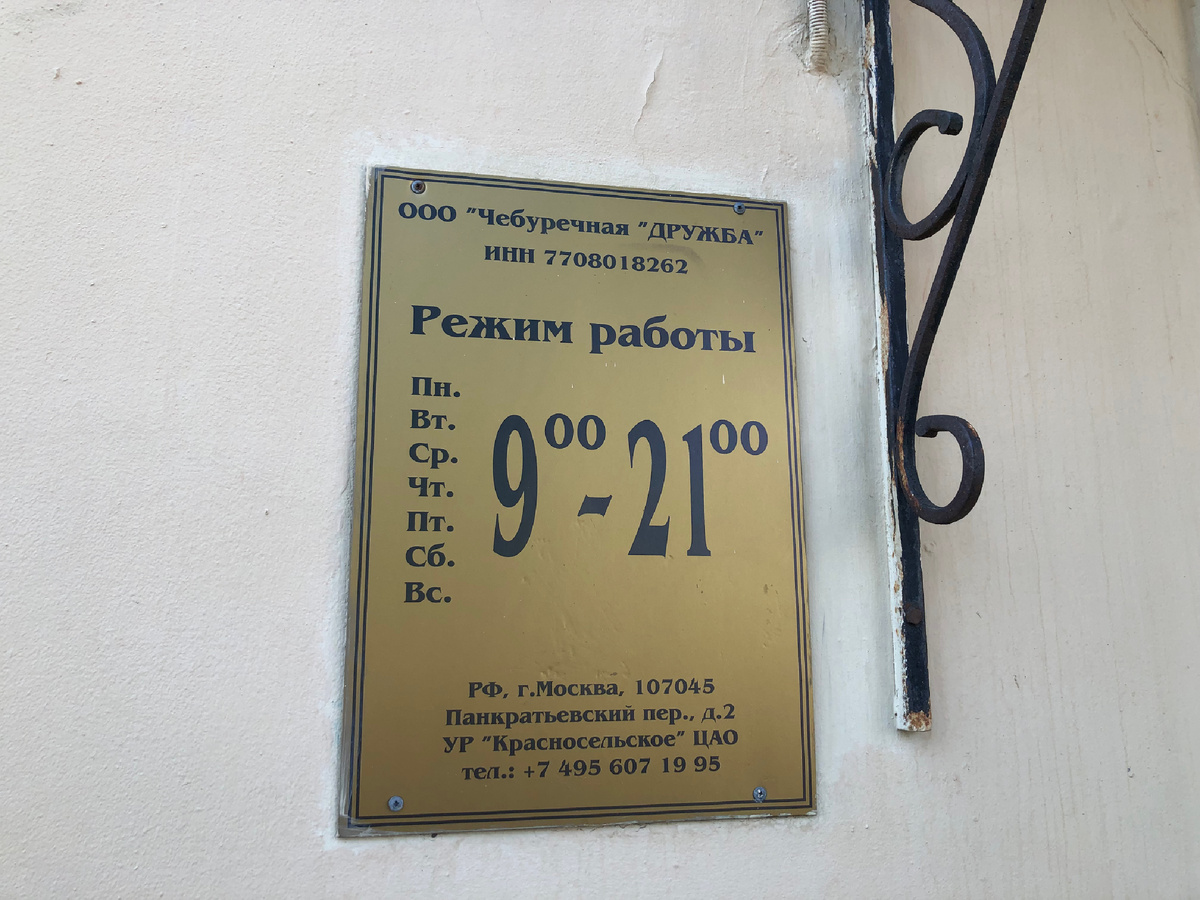 ООО "Чебуречная "ДРУЖБА"
ИНН 7708018262
Режим работы
Пн.
Вт.
Ср.
Чт.
Пт.
Сб.
Вс.
9⁰⁰ - 21⁰⁰
РФ, г.Москва, 107045
Панкратьевский пер., д.2
УР "Красносельское" ЦАО
тел.: +7 495 607 19 95